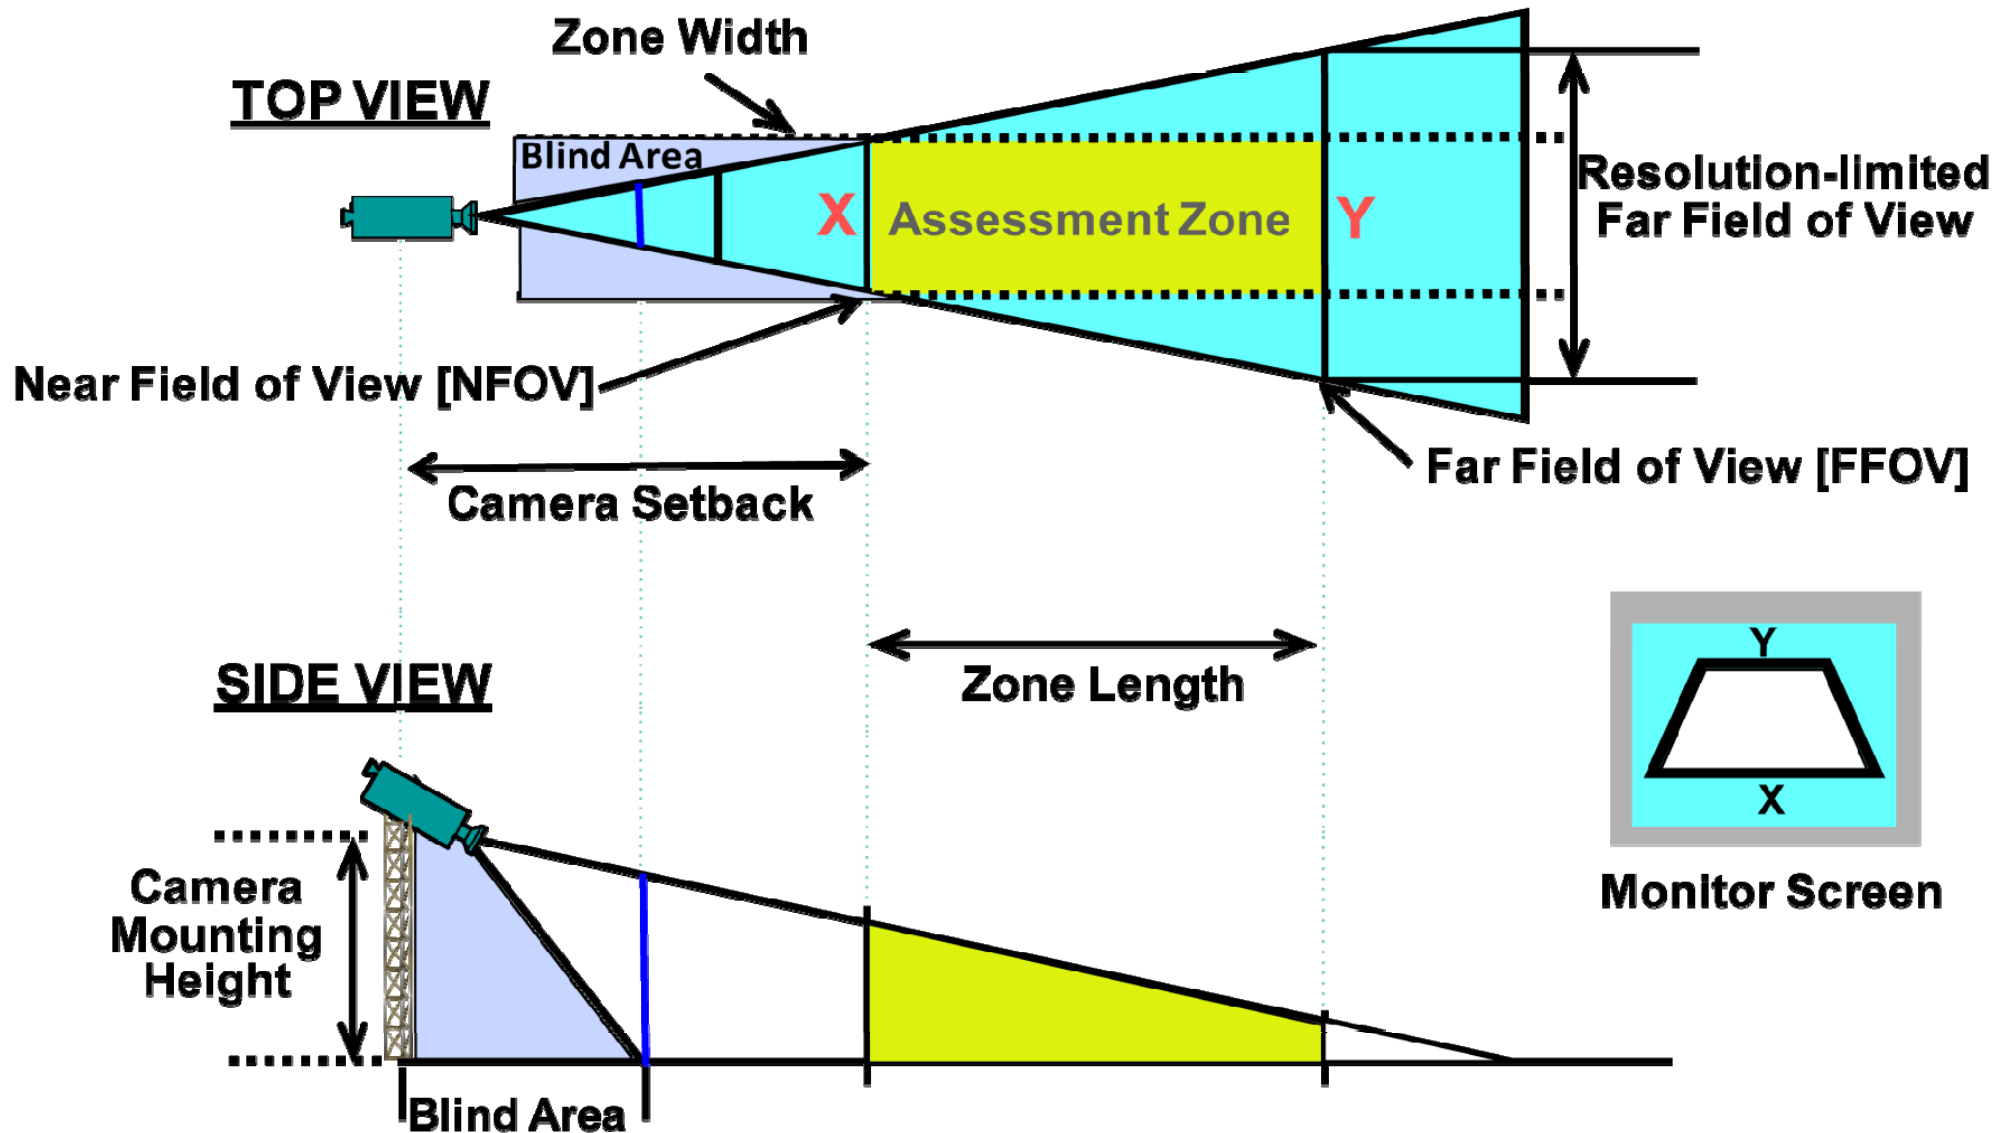 Zone Width
TOP VIEW
Blind Area
X
Assessment Zone
Y
Resolution-limited
Far Field of View
Near Field of View [NFOV]
Far Field of View [FFOV]
Camera Setback
Zone Length
SIDE VIEW
Y
X
Monitor Screen
Camera
Mounting
Height
Blind Area